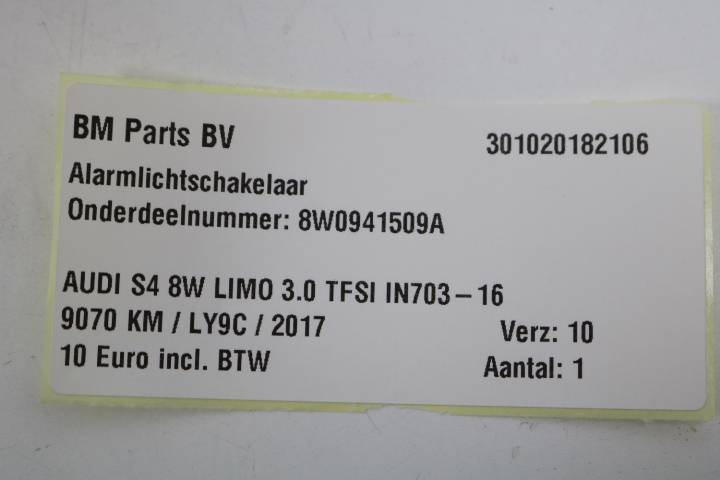 BM Parts BV 301020182106
Alarmlichtschakelaar
Onderdeelnummer: 8W0941509A
AUDI S4 8W LIMO 3.0 TFSI IN703-16
9070 KM / LY9C / 2017 Verz: 10
10 Euro incl. BTW Aantal: 1